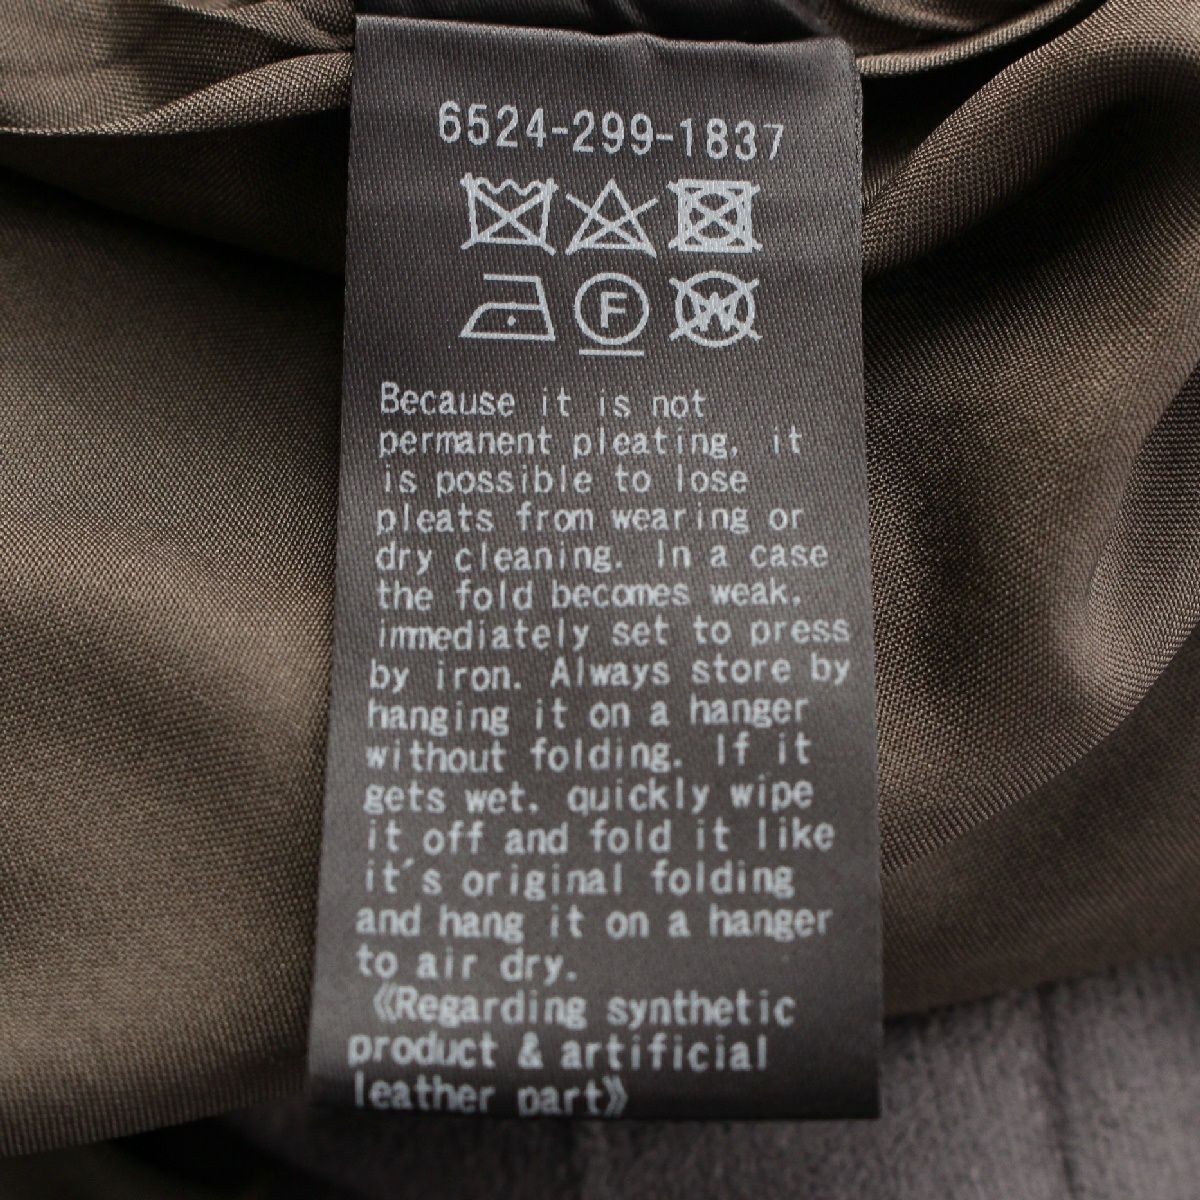 6524-299-1837
F W
Because it is not
permanent pleating, it
is possible to lose
pleats from wearing or
dry cleaning. In a case
the fold becomes weak,
immediately set to press
by iron. Always store by
hanging it on a hanger
without folding. If it
gets wet, quickly wipe
it off and fold it like
it's original folding
and hang it on a hanger
to air dry.
《Regarding synthetic
product & artificial
leather part》